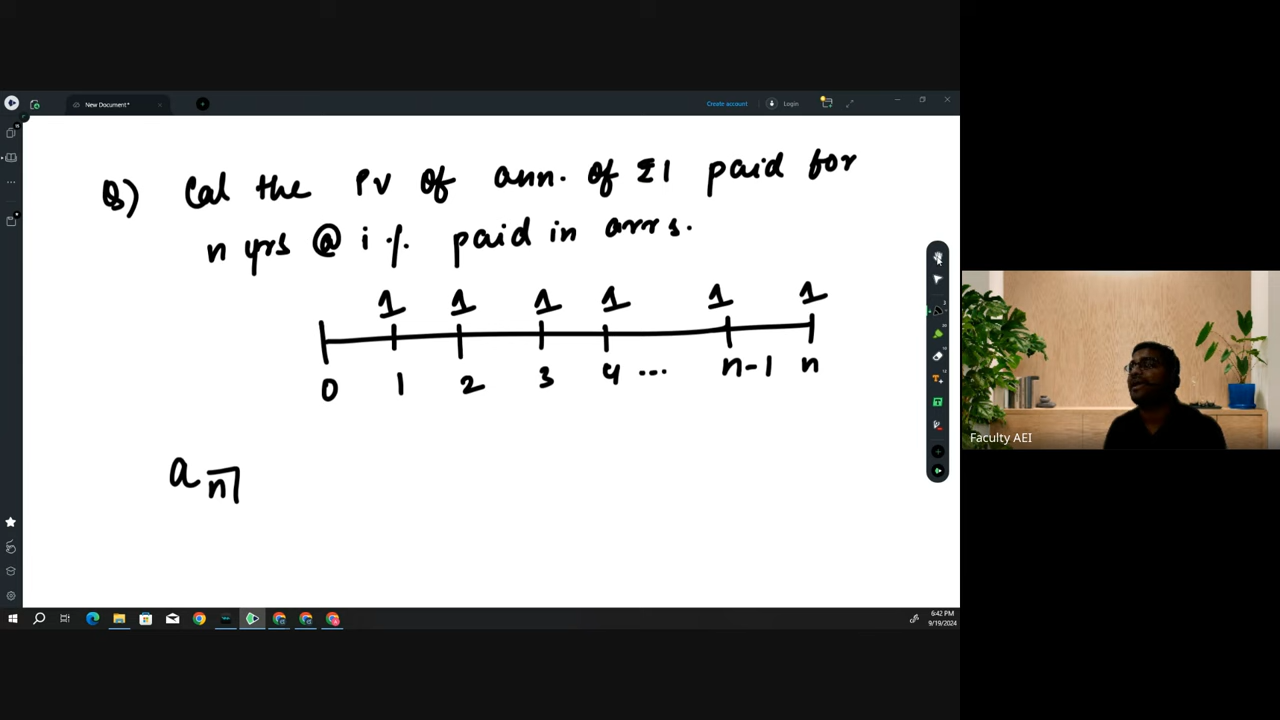 New Document*
Create account
Login
Q) Cal the PV of ann. of Σ1 paid for
n yrs @ i % paid in arrs.
1 1 1 1 1 1
0 1 2 3 4 ... n-1 n
a n
Faculty AEI
6:42 PM
9/19/2024